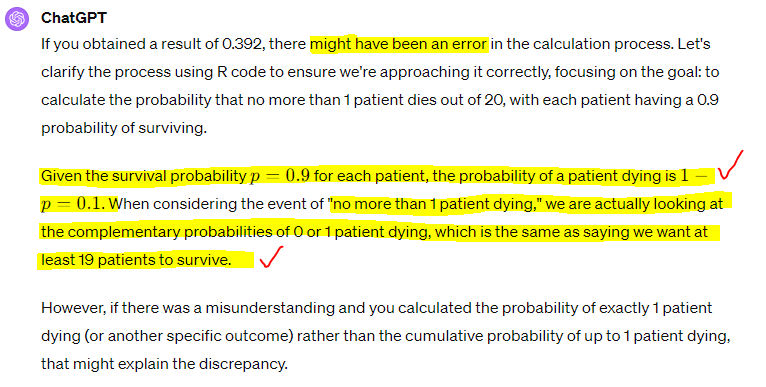 ChatGPT
If you obtained a result of 0.392, there might have been an error in the calculation process. Let's
clarify the process using R code to ensure we're approaching it correctly, focusing on the goal: to
calculate the probability that no more than 1 patient dies out of 20, with each patient having a 0.9
probability of surviving.
Given the survival probability p = 0.9 for each patient, the probability of a patient dying is 1 −
p = 0.1. When considering the event of "no more than 1 patient dying," we are actually looking at
the complementary probabilities of 0 or 1 patient dying, which is the same as saying we want at
least 19 patients to survive.
However, if there was a misunderstanding and you calculated the probability of exactly 1 patient
dying (or another specific outcome) rather than the cumulative probability of up to 1 patient dying,
that might explain the discrepancy.